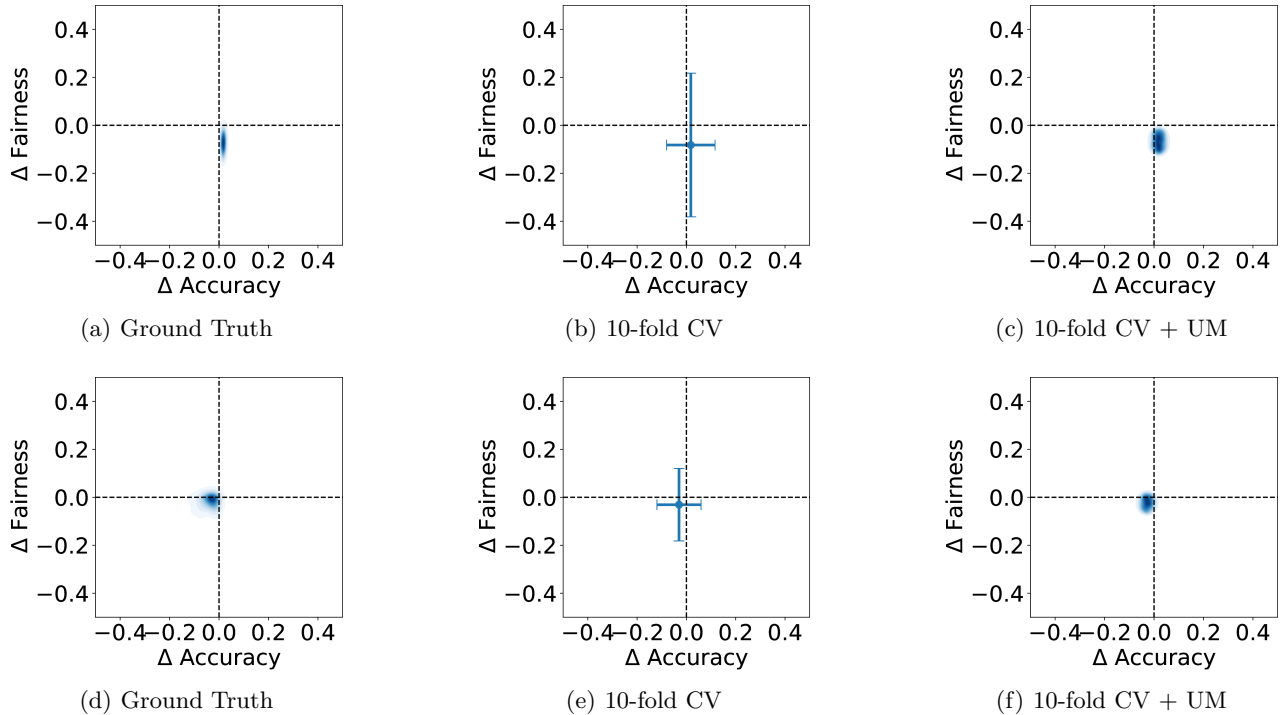 0.4
0.2
0.0
−0.2
−0.4
Δ Fairness
−0.4 −0.2 0.0 0.2 0.4
Δ Accuracy
(a) Ground Truth
0.4
0.2
0.0
−0.2
−0.4
Δ Fairness
−0.4 −0.2 0.0 0.2 0.4
Δ Accuracy
(b) 10-fold CV
0.4
0.2
0.0
−0.2
−0.4
Δ Fairness
−0.4 −0.2 0.0 0.2 0.4
Δ Accuracy
(c) 10-fold CV + UM
0.4
0.2
0.0
−0.2
−0.4
Δ Fairness
−0.4 −0.2 0.0 0.2 0.4
Δ Accuracy
(d) Ground Truth
0.4
0.2
0.0
−0.2
−0.4
Δ Fairness
−0.4 −0.2 0.0 0.2 0.4
Δ Accuracy
(e) 10-fold CV
0.4
0.2
0.0
−0.2
−0.4
Δ Fairness
−0.4 −0.2 0.0 0.2 0.4
Δ Accuracy
(f) 10-fold CV + UM